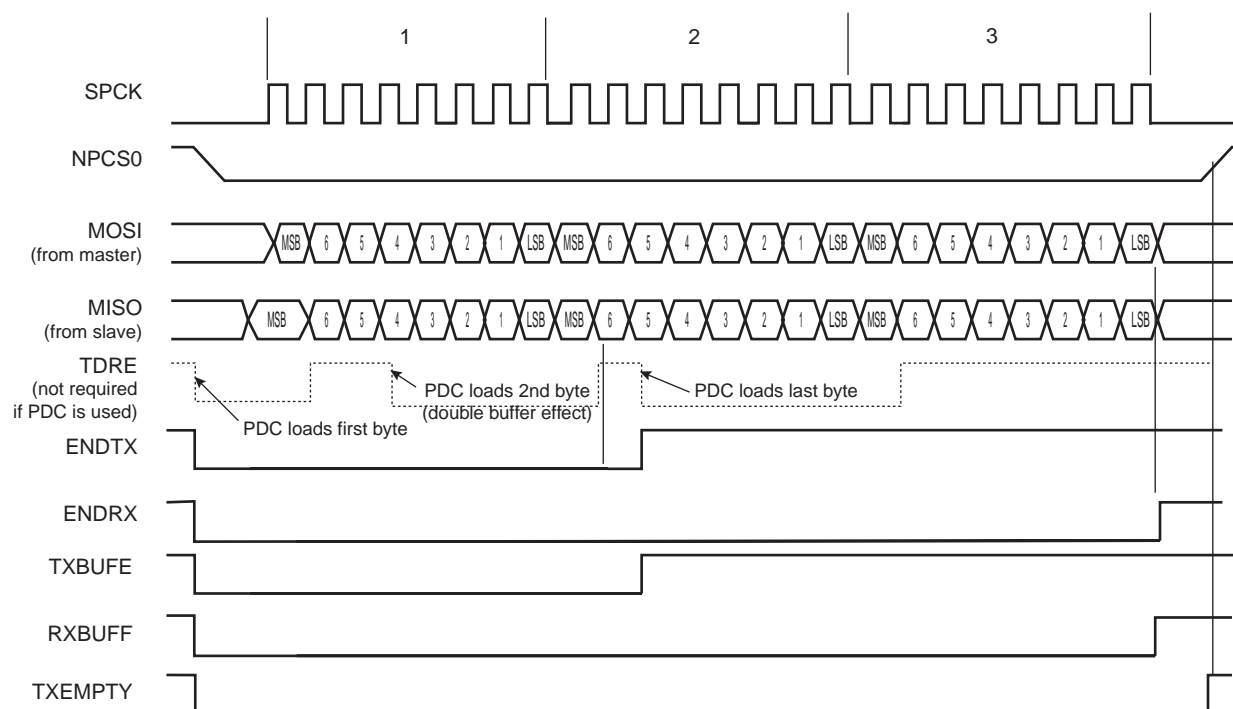 1 2 3
SPCK
NPCS0
MOSI
(from master)
MSB 6 5 4 3 2 1 LSB MSB 6 5 4 3 2 1 LSB MSB 6 5 4 3 2 1 LSB
MISO
(from slave)
MSB 6 5 4 3 2 1 LSB MSB 6 5 4 3 2 1 LSB MSB 6 5 4 3 2 1 LSB
TDRE
(not required
if PDC is used)
PDC loads first byte
PDC loads 2nd byte
(double buffer effect)
PDC loads last byte
ENDTX
ENDRX
TXBUFE
RXBUFF
TXEMPTY